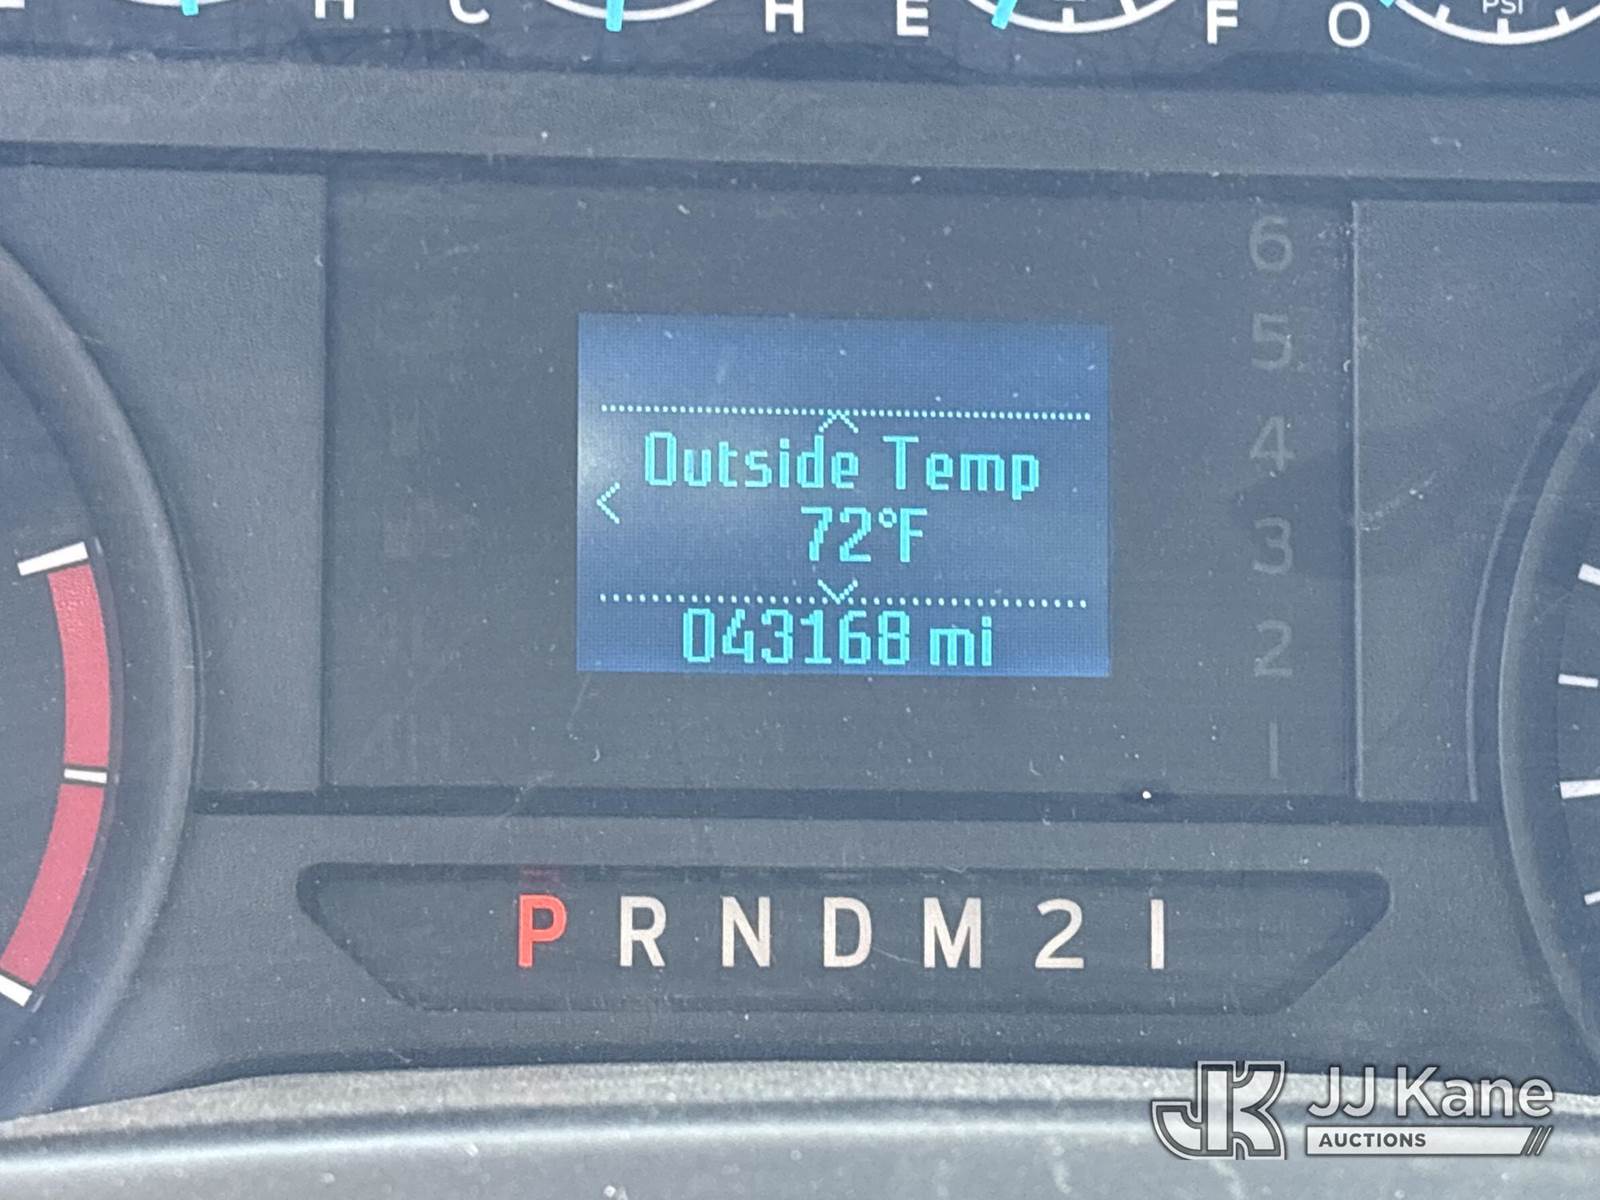 H C H E F O PSI
6
5
4
3
2
1
Outside Temp
72°F
043168 mi
P R N D M 2 1
JJ Kane
AUCTIONS